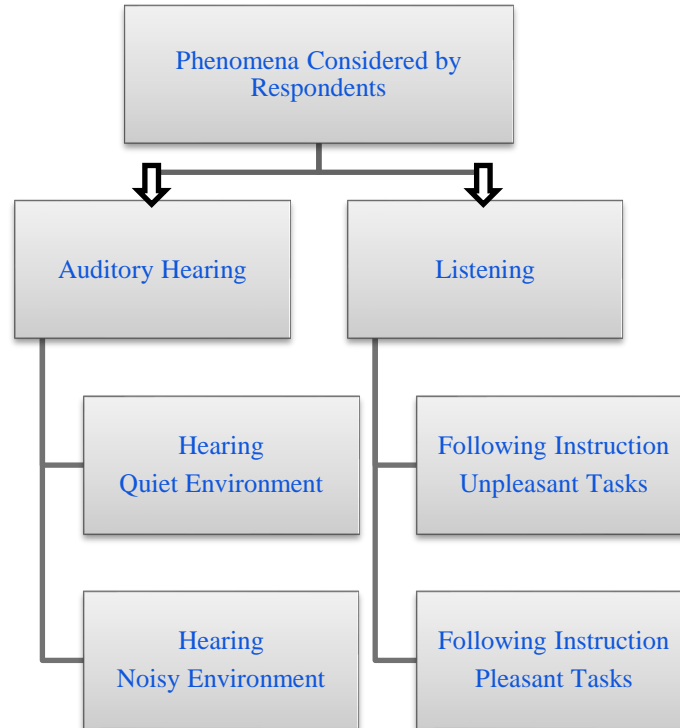 Phenomena Considered by
Respondents
Auditory Hearing
Listening
Hearing
Quiet Environment
Following Instruction
Unpleasant Tasks
Hearing
Noisy Environment
Following Instruction
Pleasant Tasks